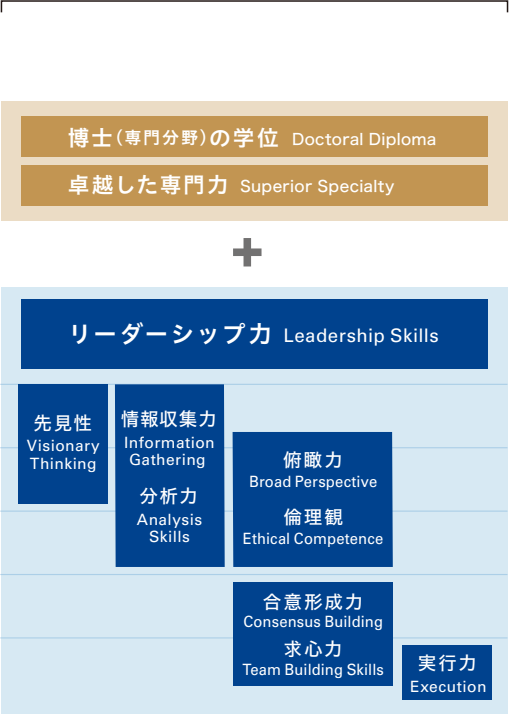 博士（専門分野）の学位 Doctoral Diploma
卓越した専門力 Superior Specialty
+
リーダーシップ力 Leadership Skills
先見性
Visionary
Thinking
情報収集力
Information
Gathering
分析力
Analysis
Skills
俯瞰力
Broad Perspective
倫理観
Ethical Competence
合意形成力
Consensus Building
求心力
Team Building Skills
実行力
Execution